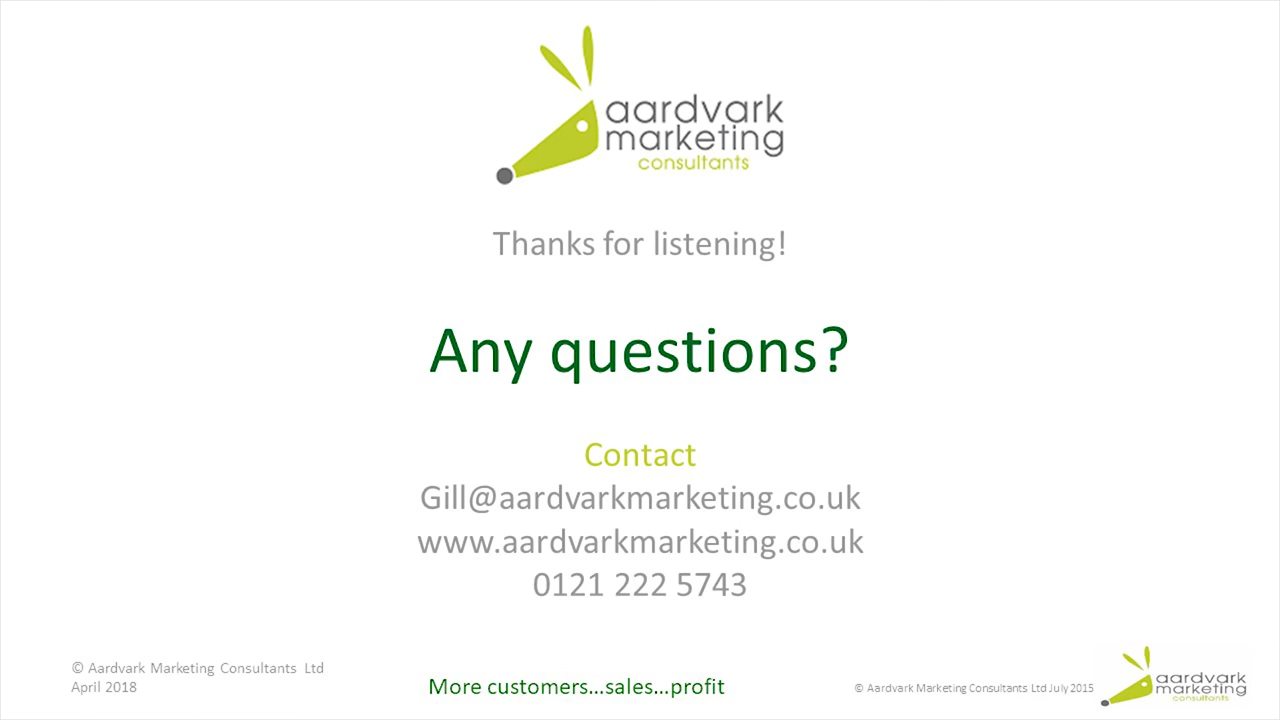 aardvark
marketing
consultants
Thanks for listening!
Any questions?
Contact
Gill@aardvarkmarketing.co.uk
www.aardvarkmarketing.co.uk
0121 222 5743
© Aardvark Marketing Consultants Ltd
April 2018
More customers...sales...profit
© Aardvark Marketing Consultants Ltd July 2015
aardvark
marketing
consultants